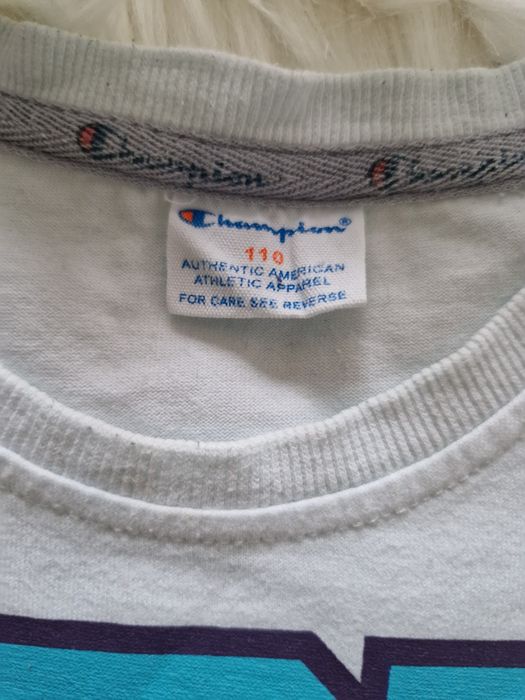 Champion Champion
Champion®
110
AUTHENTIC AMERICAN
ATHLETIC APPAREL
FOR CARE SEE REVERSE